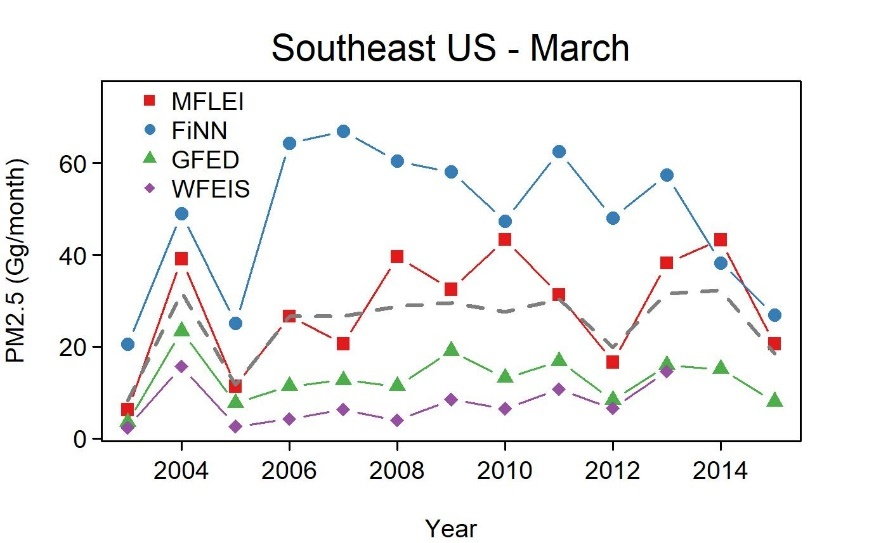 Southeast US - March
MFLEI
FiNN
GFED
WFEIS
PM2.5 (Gg/month)
60
40
20
0
2004 2006 2008 2010 2012 2014
Year